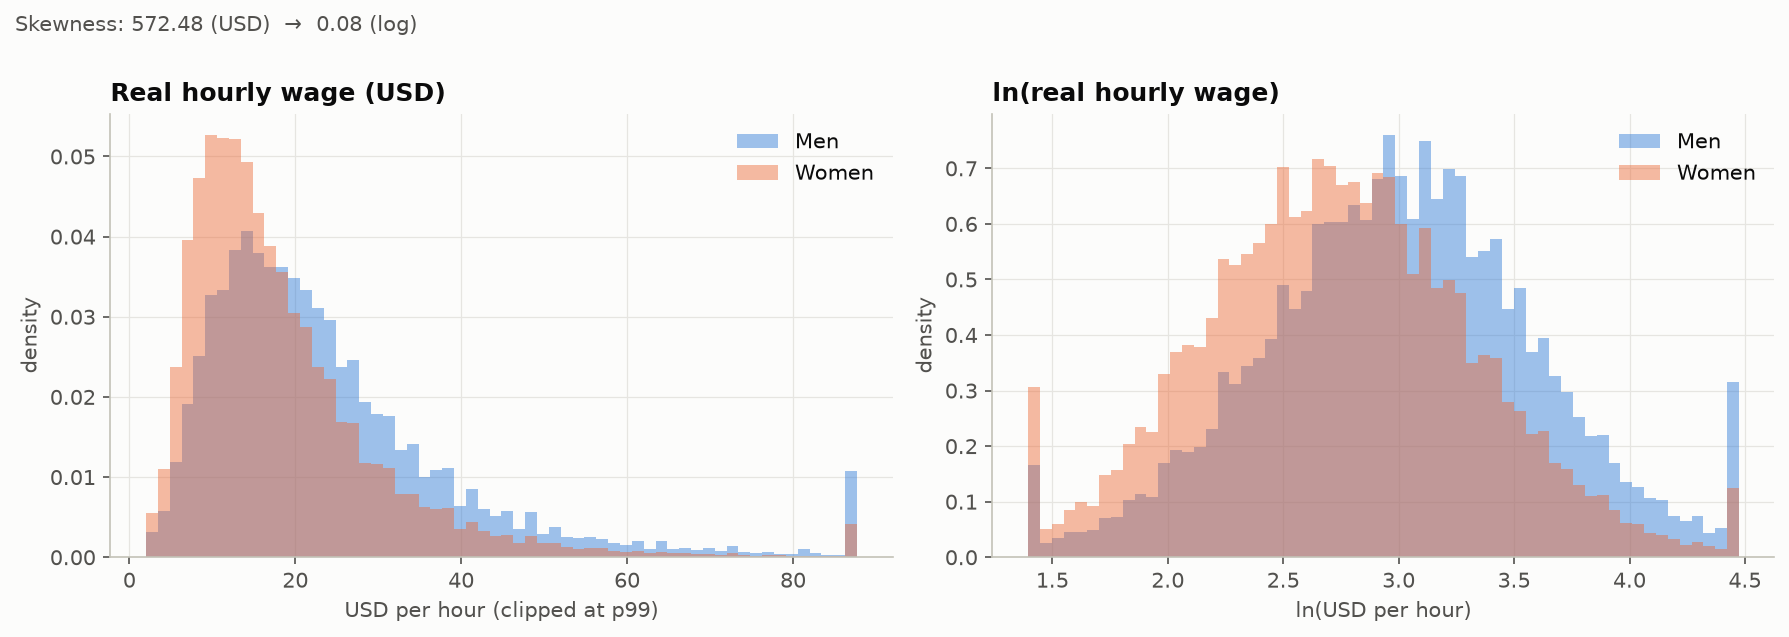 Skewness: 572.48 (USD) → 0.08 (log)
Real hourly wage (USD)
Men
Women
0.05
0.04
0.03
0.02
0.01
0.00
density
0
20
40
60
80
USD per hour (clipped at p99)
ln(real hourly wage)
Men
Women
0.7
0.6
0.5
0.4
0.3
0.2
0.1
0.0
density
1.5
2.0
2.5
3.0
3.5
4.0
4.5
ln(USD per hour)